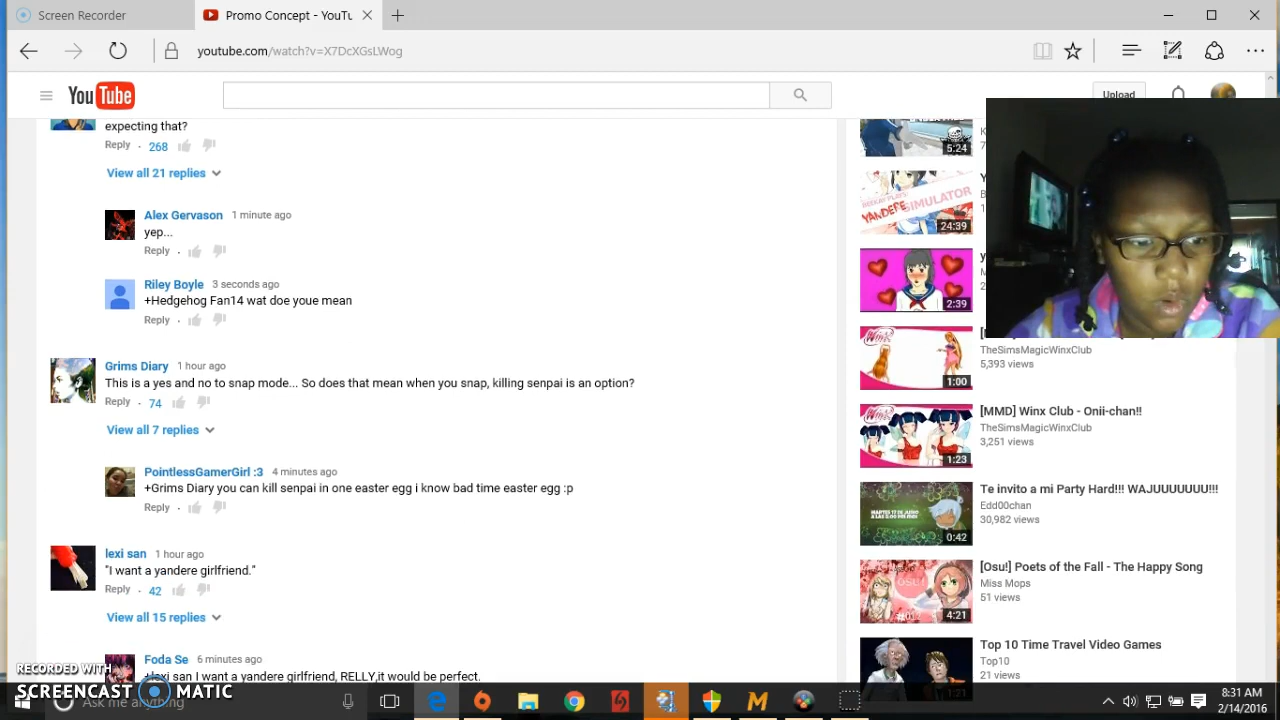 Screen Recorder
Promo Concept - YouTu
youtube.com/watch?v=X7DcXGsLWog
YouTube
Upload
expecting that?
Reply · 268
View all 21 replies
Alex Gervason 1 minute ago
yep...
Reply ·
Riley Boyle 3 seconds ago
+Hedgehog Fan14 wat doe youe mean
Reply ·
Grims Diary 1 hour ago
This is a yes and no to snap mode... So does that mean when you snap, killing senpai is an option?
Reply · 74
View all 7 replies
PointlessGamerGirl :3 4 minutes ago
+Grims Diary you can kill senpai in one easter egg i know bad time easter egg :p
Reply ·
lexi san 1 hour ago
"I want a yandere girlfriend."
Reply · 42
View all 15 replies
Foda Se 6 minutes ago
+lexi san I want a yandere girlfriend, RELLY,it would be perfect.
5:24
YANDERE SIMULATOR
24:39
2:39
Winx
1:00
TheSimsMagicWinxClub
5,393 views
Winx
1:23
[MMD] Winx Club - Onii-chan!!
TheSimsMagicWinxClub
3,251 views
0:42
Te invito a mi Party Hard!!! WAJUUUUUUU!!!
Edd00chan
30,982 views
OSU!
4:21
[Osu!] Poets of the Fall - The Happy Song
Miss Mops
51 views
1:21
Top 10 Time Travel Video Games
Top10
21 views
RECORDED WITH
SCREENCAST MATIC
Ask me anything
8:31 AM
2/14/2016